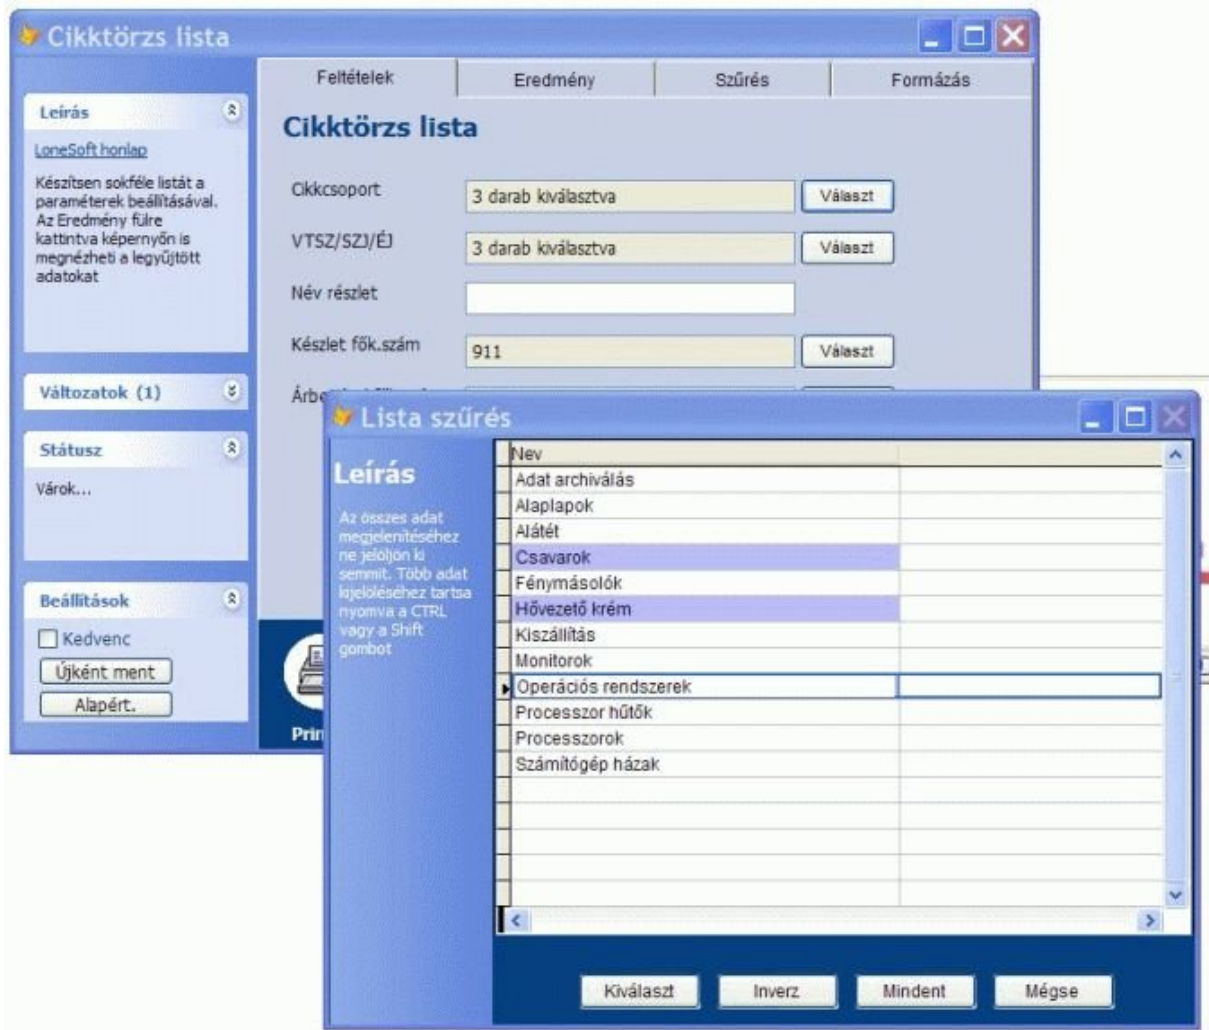 Cikktörzs lista
Feltételek
Eredmény
Szűrés
Formázás
Leírás
LoneSoft honlap
Készítsen sokféle listát a
paraméterek beállításával.
Az Eredmény fülre
kattintva képernyőn is
megnézheti a legyűjtött
adatokat
Változatok (1)
Státusz
Várok...
Beállítások
Kedvenc
Újként ment
Alapért.
Cikktörzs lista
Cikkcsoport
3 darab kiválasztva
Választ
VTSZ/SZJ/ÉJ
3 darab kiválasztva
Választ
Név részlet
Készlet fők.szám
911
Választ
Lista szűrés
Leírás
Az összes adat
megjelenítéséhez
ne jelöljön ki
semmit. Több adat
kijelöléséhez tartsa
nyomva a CTRL
vagy a Shift
gombot
Nev
Adat archiválás
Alaplapok
Alátét
Csavarok
Fénymásolók
Hővezető krém
Kiszállítás
Monitorok
Operációs rendszerek
Processzor hűtők
Processzorok
Számítógép házak
Kiválaszt
Inverz
Mindent
Mégse